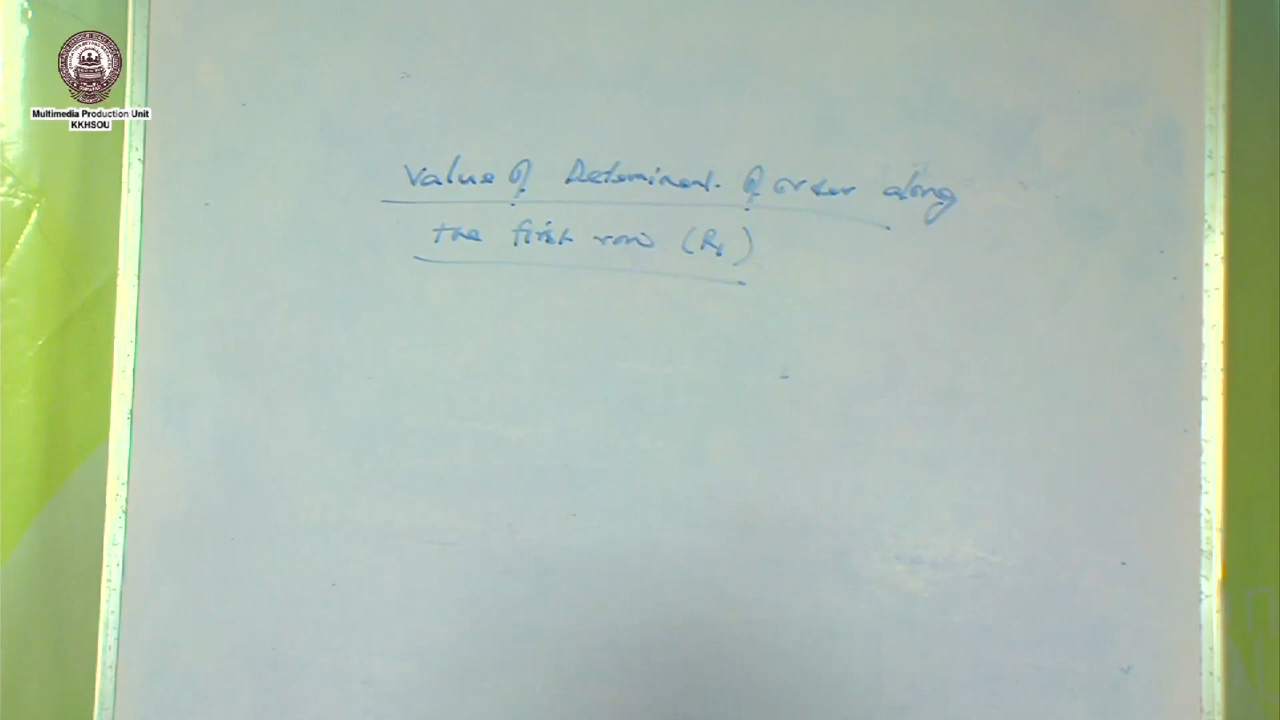 Multimedia Production Unit
KKHSOU
Value of Determinant. of order along
the first row (R₁)